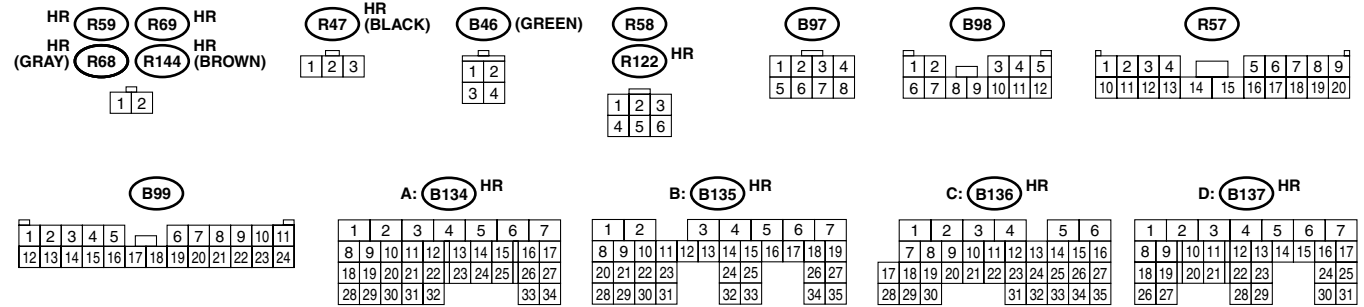 HR R59 R69 HR
HR (GRAY) R68 R144 HR (BROWN)
1 2
R47 HR (BLACK)
1 2 3
B46 (GREEN)
1 2
3 4
R58
R122 HR
1 2 3
4 5 6
B97
1 2 3 4
5 6 7 8
B98
1 2 3 4 5
6 7 8 9 10 11 12
R57
1 2 3 4 5 6 7 8 9
10 11 12 13 14 15 16 17 18 19 20
B99
1 2 3 4 5 6 7 8 9 10 11
12 13 14 15 16 17 18 19 20 21 22 23 24
A: B134 HR
1 2 3 4 5 6 7
8 9 10 11 12 13 14 15 16 17
18 19 20 21 22 23 24 25 26 27
28 29 30 31 32 33 34
B: B135 HR
1 2 3 4 5 6 7
8 9 10 11 12 13 14 15 16 17 18 19
20 21 22 23 24 25 26 27
28 29 30 31 32 33 34 35
C: B136 HR
1 2 3 4 5 6
7 8 9 10 11 12 13 14 15 16
17 18 19 20 21 22 23 24 25 26 27
28 29 30 31 32 33 34 35
D: B137 HR
1 2 3 4 5 6 7
8 9 10 11 12 13 14 15 16 17
18 19 20 21 22 23 24 25
26 27 28 29 30 31